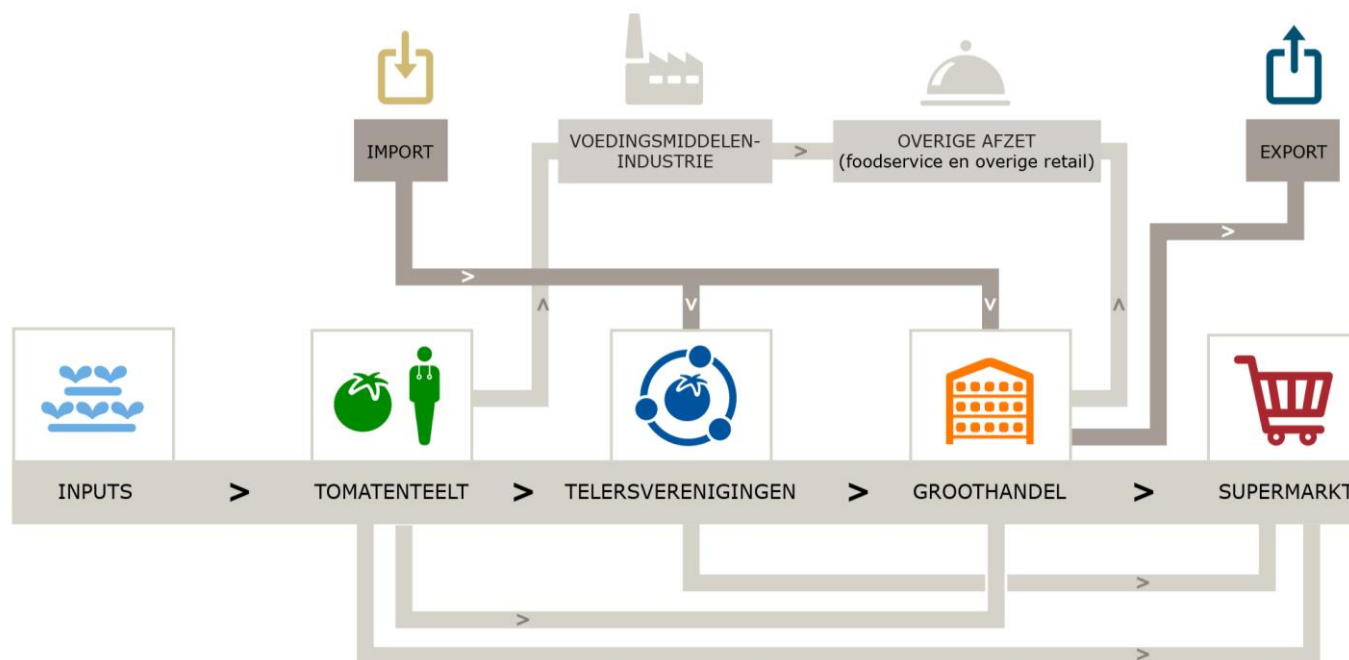 IMPORT
VOEDINGSMIDDELEN-
INDUSTRIE
>
OVERIGE AFZET
(foodservice en overige retail)
EXPORT
INPUTS
>
TOMATENTEELT
>
TELERSVERENIGINGEN
>
GROOTHANDEL
>
SUPERMARKT